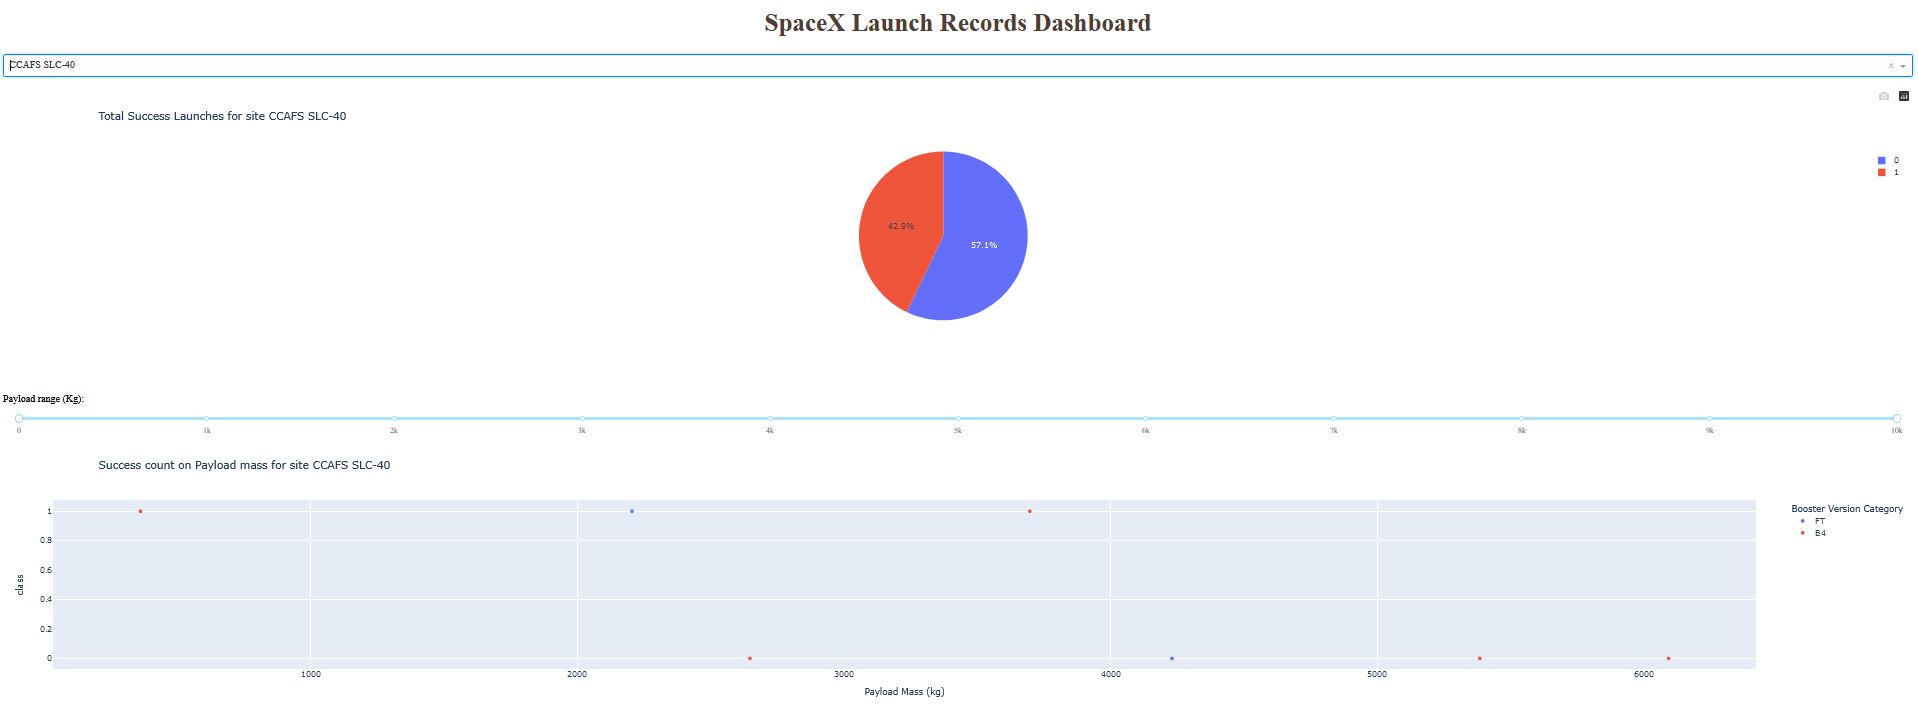 SpaceX Launch Records Dashboard
CCAFS SLC-40
×
Total Success Launches for site CCAFS SLC-40
0
1
42.9%
57.1%
Payload range (Kg):
0 1k 2k 3k 4k 5k 6k 7k 8k 9k 10k
Success count on Payload mass for site CCAFS SLC-40
Booster Version Category
FT
B4
1
0.8
0.6
0.4
0.2
0
class
1000 2000 3000 4000 5000 6000
Payload Mass (kg)